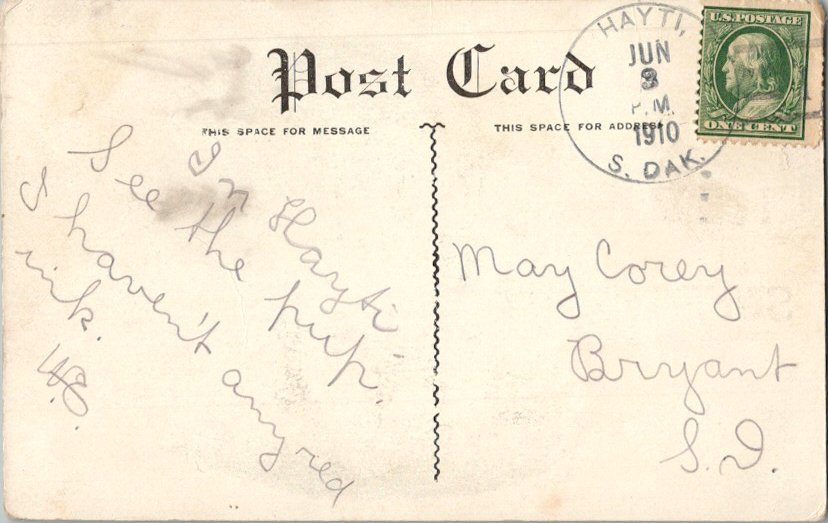 Post Card
THIS SPACE FOR MESSAGE
THIS SPACE FOR ADDRESS
HAYTI,
JUN
3
P.M.
1910
S. DAK.
U.S. POSTAGE
ONE CENT
In Hayti
See the pup.
I haven't any red
ink.
May Corey
Bryant
S.D.